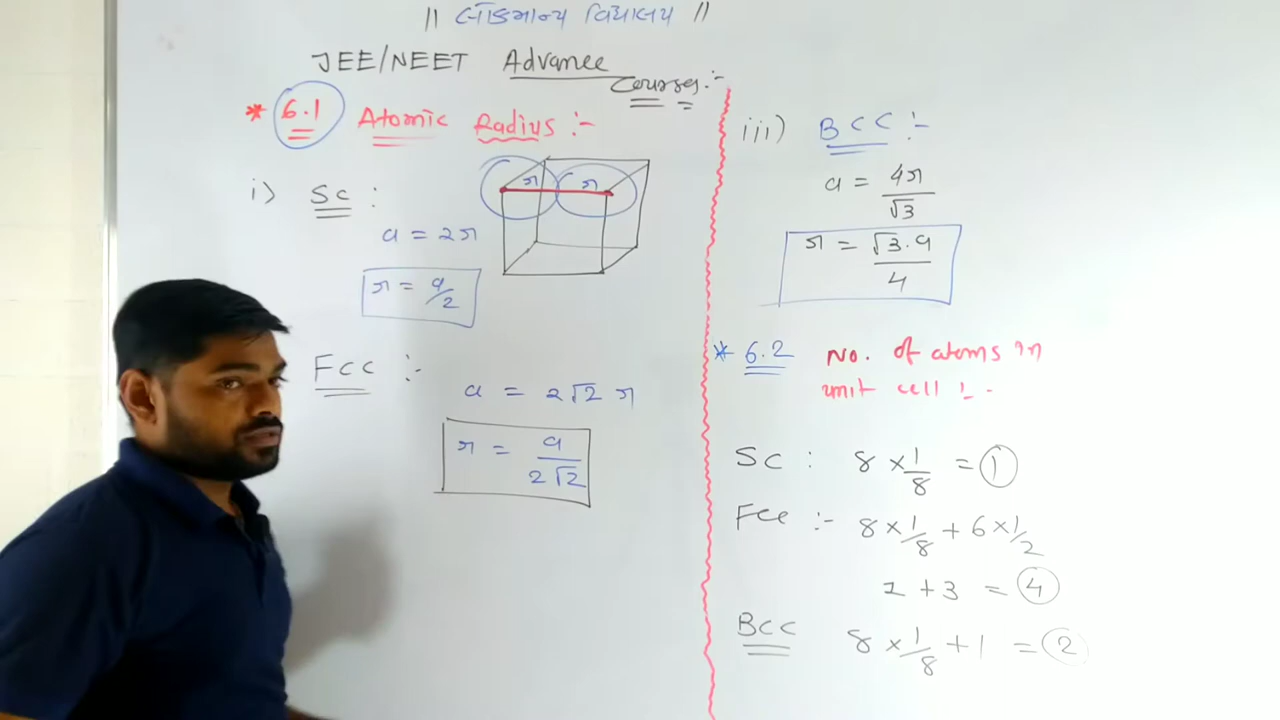 || लोकमान्य विद्यालय ||
JEE/NEET Advance
Courses:-
* 6.1 Atomic Radius :-
i) SC :
r r
a = 2r
r = a/2
FCC :-
a = 2√2 r
r = a/2√2
iii) BCC :-
a = 4r/√3
r = √3.a/4
* 6.2 No. of atoms in
unit cell :-
SC : 8 × 1/8 = 1
FCC :- 8 × 1/8 + 6 × 1/2
1 + 3 = 4
BCC 8 × 1/8 + 1 = 2